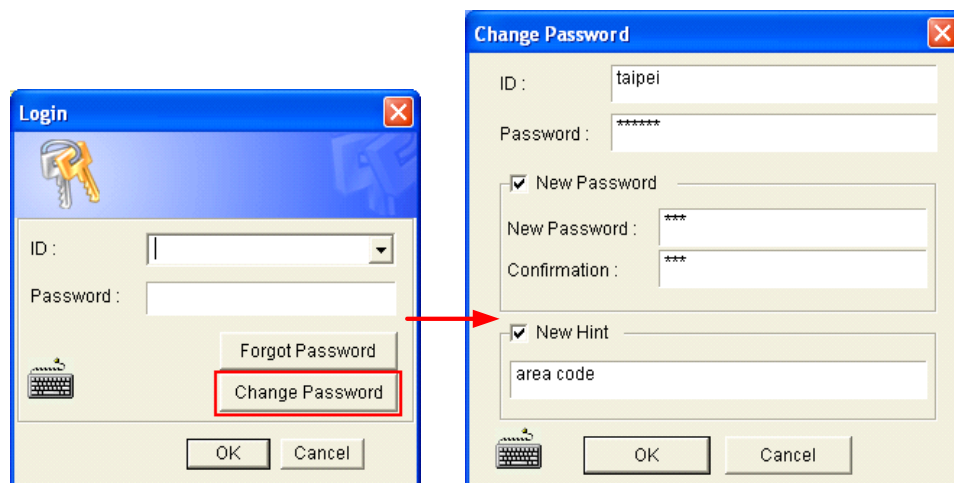 Login
ID :
Password :
Forgot Password
Change Password
OK
Cancel
Change Password
ID :
taipei
Password :
******
New Password
New Password :
***
Confirmation :
***
New Hint
area code
OK
Cancel